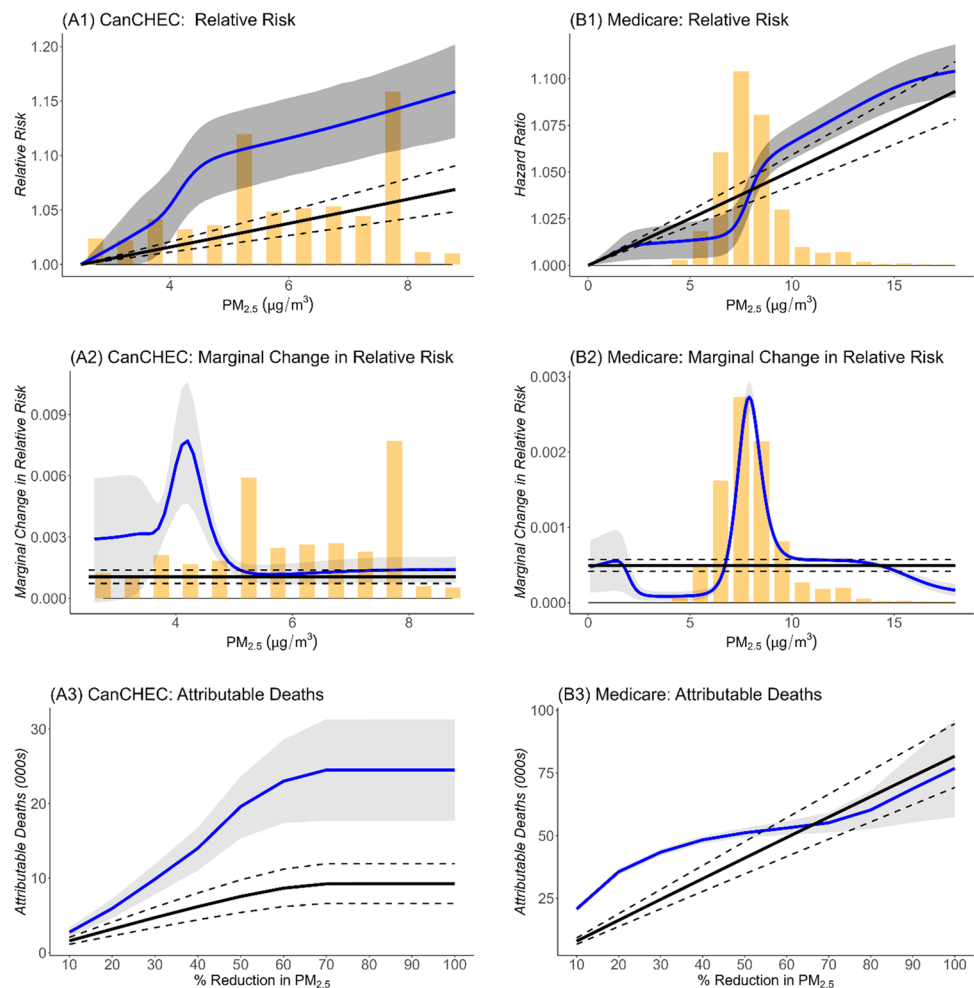 (A1) CanCHEC:  Relative Risk
Relative Risk
1.20
1.15
1.10
1.05
1.00
4
6
8
PM2.5 (μg/m³)
(B1) Medicare: Relative Risk
Hazard Ratio
1.100
1.075
1.050
1.025
1.000
0
5
10
15
PM2.5 (μg/m³)
(A2) CanCHEC: Marginal Change in Relative Risk
Marginal Change in Relative Risk
0.009
0.006
0.003
0.000
4
6
8
PM2.5 (μg/m³)
(B2) Medicare: Marginal Change in Relative Risk
Marginal Change in Relative Risk
0.003
0.002
0.001
0.000
0
5
10
15
PM2.5 (μg/m³)
(A3) CanCHEC: Attributable Deaths
Attributable Deaths (000s)
30
20
10
0
10 20 30 40 50 60 70 80 90 100
% Reduction in PM2.5
(B3) Medicare: Attributable Deaths
Attributable Deaths (000s)
100
75
50
25
10 20 30 40 50 60 70 80 90 100
% Reduction in PM2.5